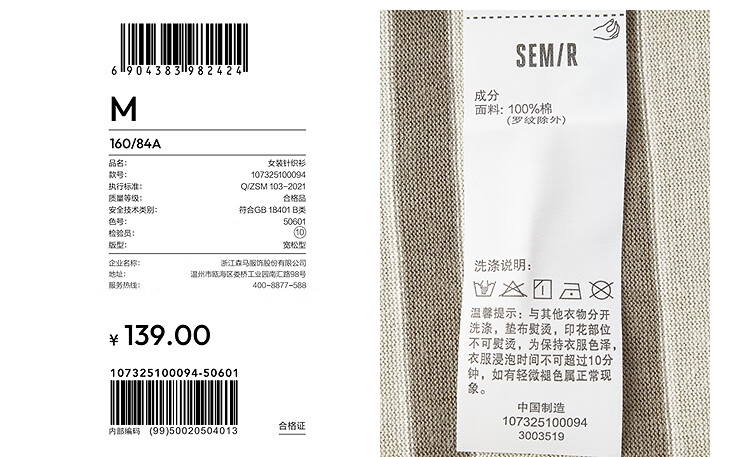 6 904383 982424
M
160/84A
品名: 女装针织衫
款号: 107325100094
执行标准: Q/ZSM 103-2021
质量等级: 合格品
安全技术类别: 符合GB 18401 B类
色号: 50601
检验员: 10
版型: 宽松型
企业名称: 浙江森马服饰股份有限公司
地址: 温州市瓯海区娄桥工业园南汇路98号
服务热线: 400-8877-588
¥ 139.00
107325100094-50601
内部编码 (99)50020504013
合格证
SEM/R
成分
面料: 100%棉
(罗纹除外)
洗涤说明:
温馨提示: 与其他衣物分开
洗涤, 垫布熨烫, 印花部位
不可熨烫, 为保持衣服色泽,
衣服浸泡时间不可超过10分
钟, 如有轻微褪色属正常现
象。
中国制造
107325100094
3003519